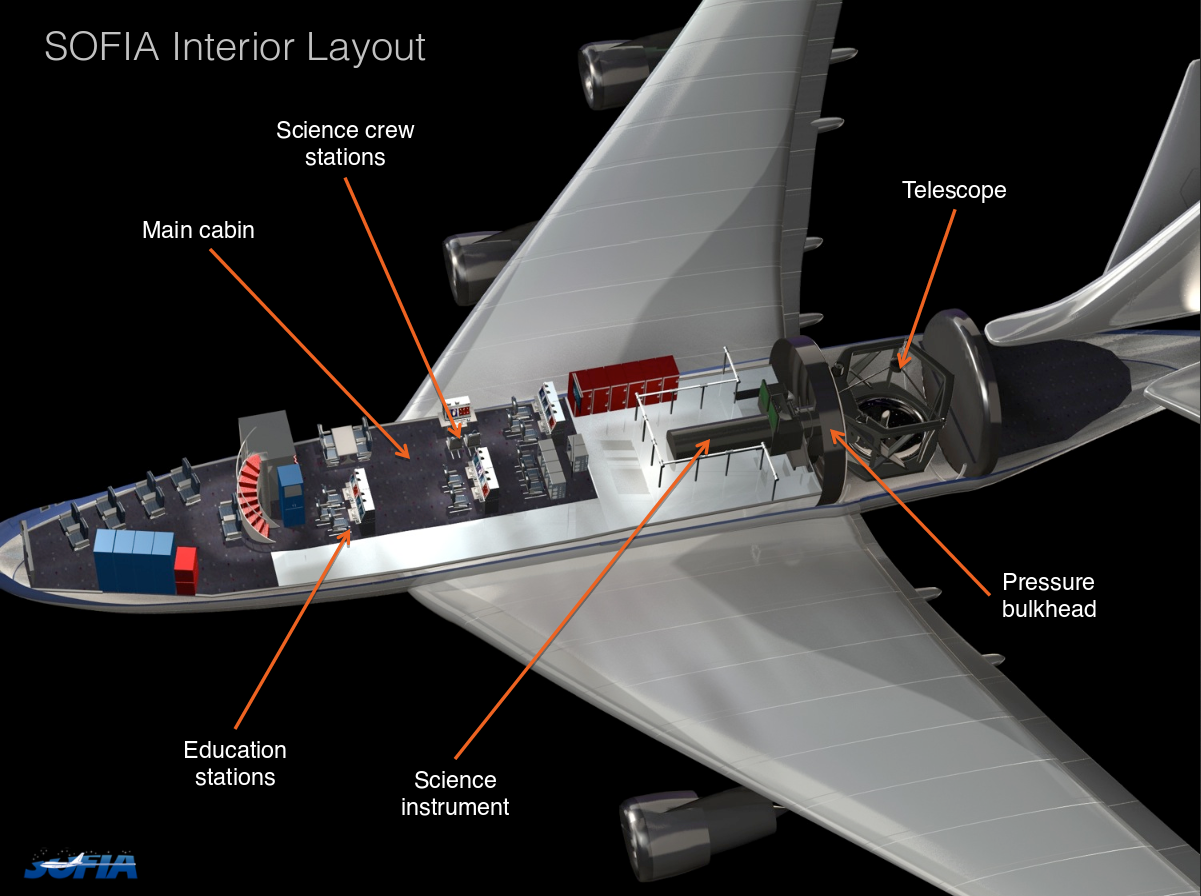 SOFIA Interior Layout
Science crew
stations
Main cabin
Telescope
Pressure
bulkhead
Education
stations
Science
instrument
SOFIA